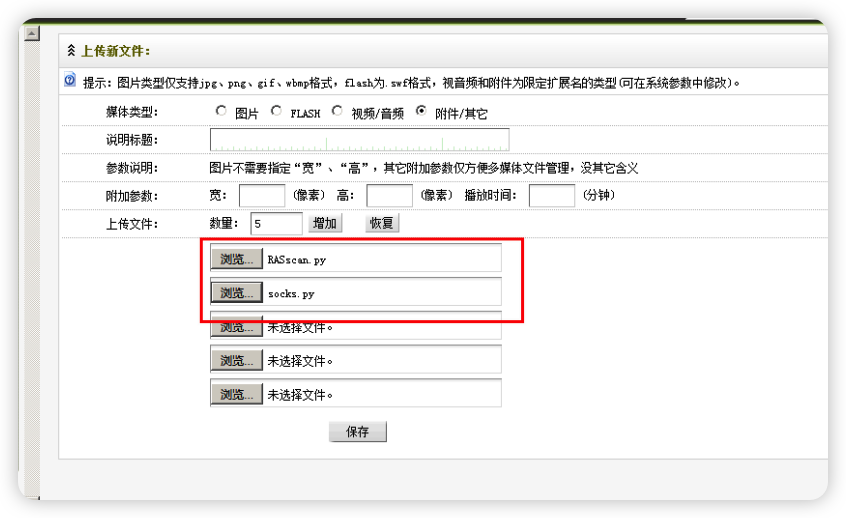 上传新文件：
提示：图片类型仅支持jpg、png、gif、wbmp格式，flash为.swf格式，视音频和附件为限定扩展名的类型(可在系统参数中修改)。
媒体类型： 图片 FLASH 视频/音频 附件/其它
说明标题：
参数说明： 图片不需要指定“宽”、“高”，其它附加参数仅方便多媒体文件管理，没其它含义
附加参数： 宽： (像素) 高： (像素) 播放时间： (分钟)
上传文件： 数量： 5 增加 恢复
浏览... RASscan.py
浏览... socks.py
浏览... 未选择文件。
浏览... 未选择文件。
浏览... 未选择文件。
保存